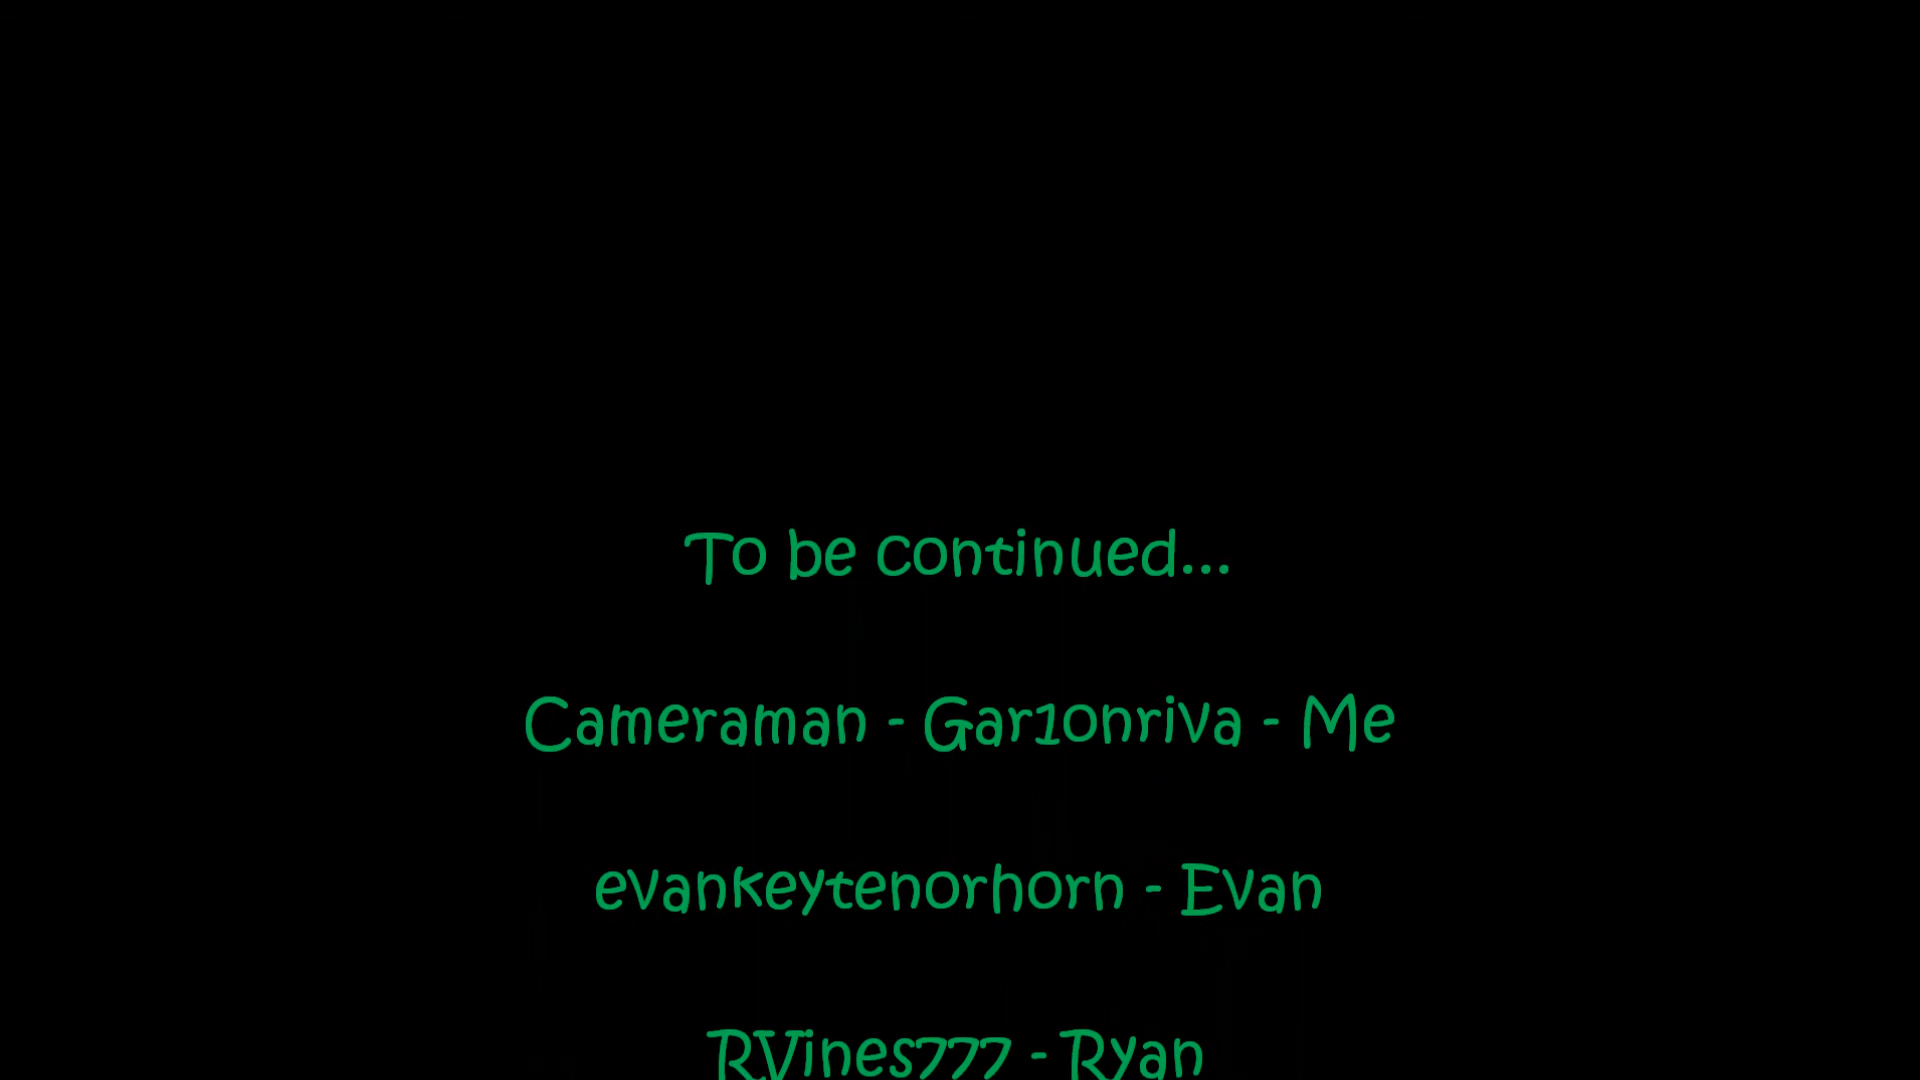 To be continued...
Cameraman - Gar1onriva - Me
evankeytenorhorn - Evan
RVines777 - Ryan